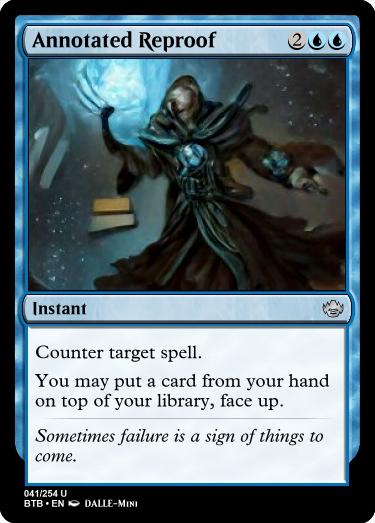 Annotated Reproof 2
Instant
Counter target spell.
You may put a card from your hand
on top of your library, face up.
Sometimes failure is a sign of things to
come.
041/254 U
BTB • EN DALLE-Mini